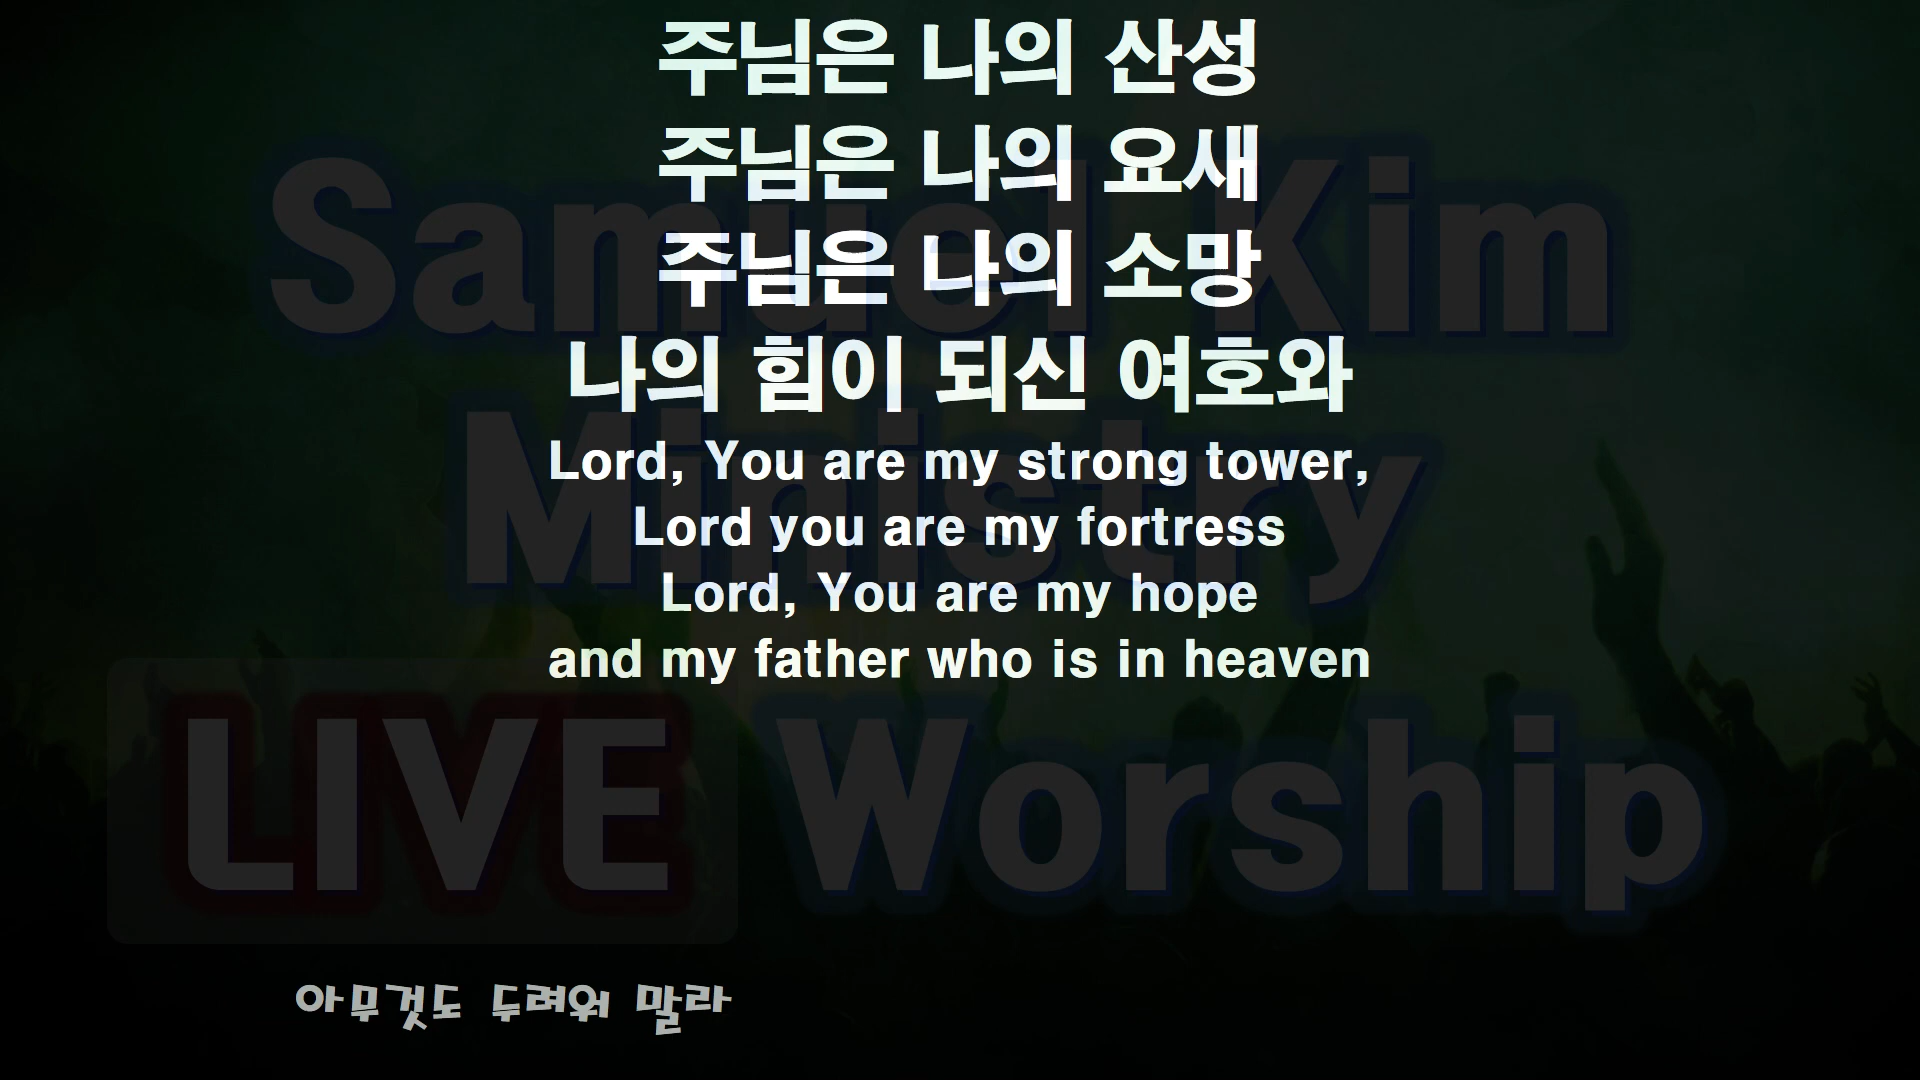 주님은 나의 산성
주님은 나의 요새
주님은 나의 소망
나의 힘이 되신 여호와
Lord, You are my strong tower,
Lord you are my fortress
Lord, You are my hope
and my father who is in heaven
Samuel Kim
Ministry
LIVE Worship
아무것도 두려워 말라